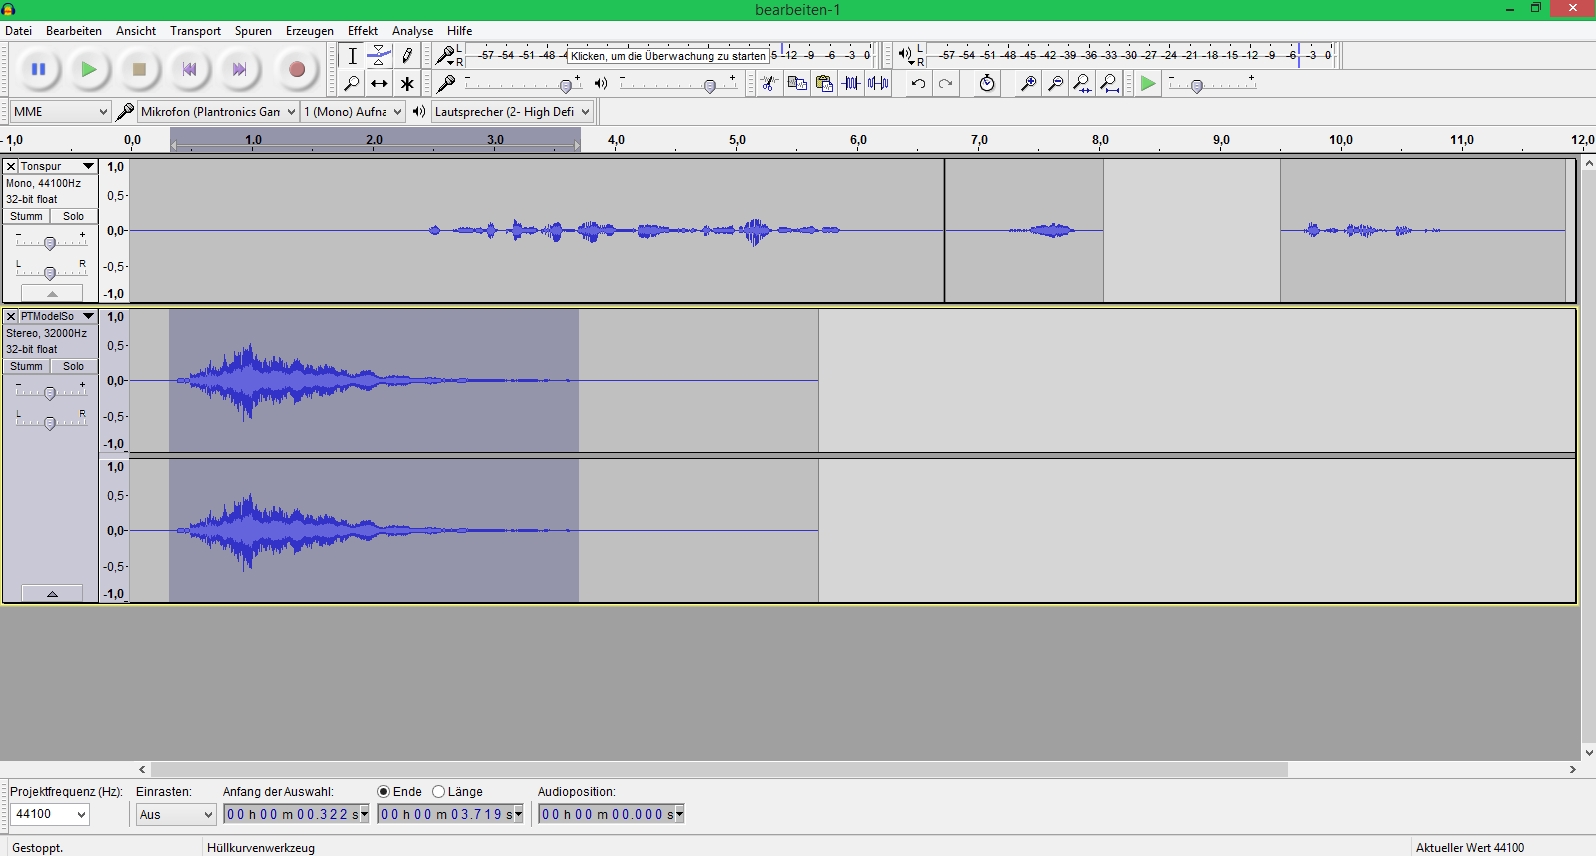 bearbeiten-1
Datei Bearbeiten Ansicht Transport Spuren Erzeugen Effekt Analyse Hilfe
L R -57 -54 -51 -48 Klicken, um die Überwachung zu starten -12 -9 -6 -3 0
L R -57 -54 -51 -48 -45 -42 -39 -36 -33 -30 -27 -24 -21 -18 -15 -12 -9 -6 -3 0
- + - + - +
MME Mikrofon (Plantronics Gam 1 (Mono) Aufna Lautsprecher (2- High Defi
- 1,0 0,0 1,0 2,0 3,0 4,0 5,0 6,0 7,0 8,0 9,0 10,0 11,0 12,0
Tonspur
Mono, 44100Hz
32-bit float
Stumm Solo
- +
L R
1,0
0,5
0,0
-0,5
-1,0
PTModelSo
Stereo, 32000Hz
32-bit float
Stumm Solo
- +
L R
1,0
0,5
0,0
-0,5
-1,0
1,0
0,5
0,0
-0,5
-1,0
Projektfrequenz (Hz): Einrasten: Anfang der Auswahl: Ende Länge Audioposition:
44100 Aus 00 h 00 m 00.322 s 00 h 00 m 03.719 s 00 h 00 m 00.000 s
Gestoppt. Hüllkurvenwerkzeug Aktueller Wert 44100